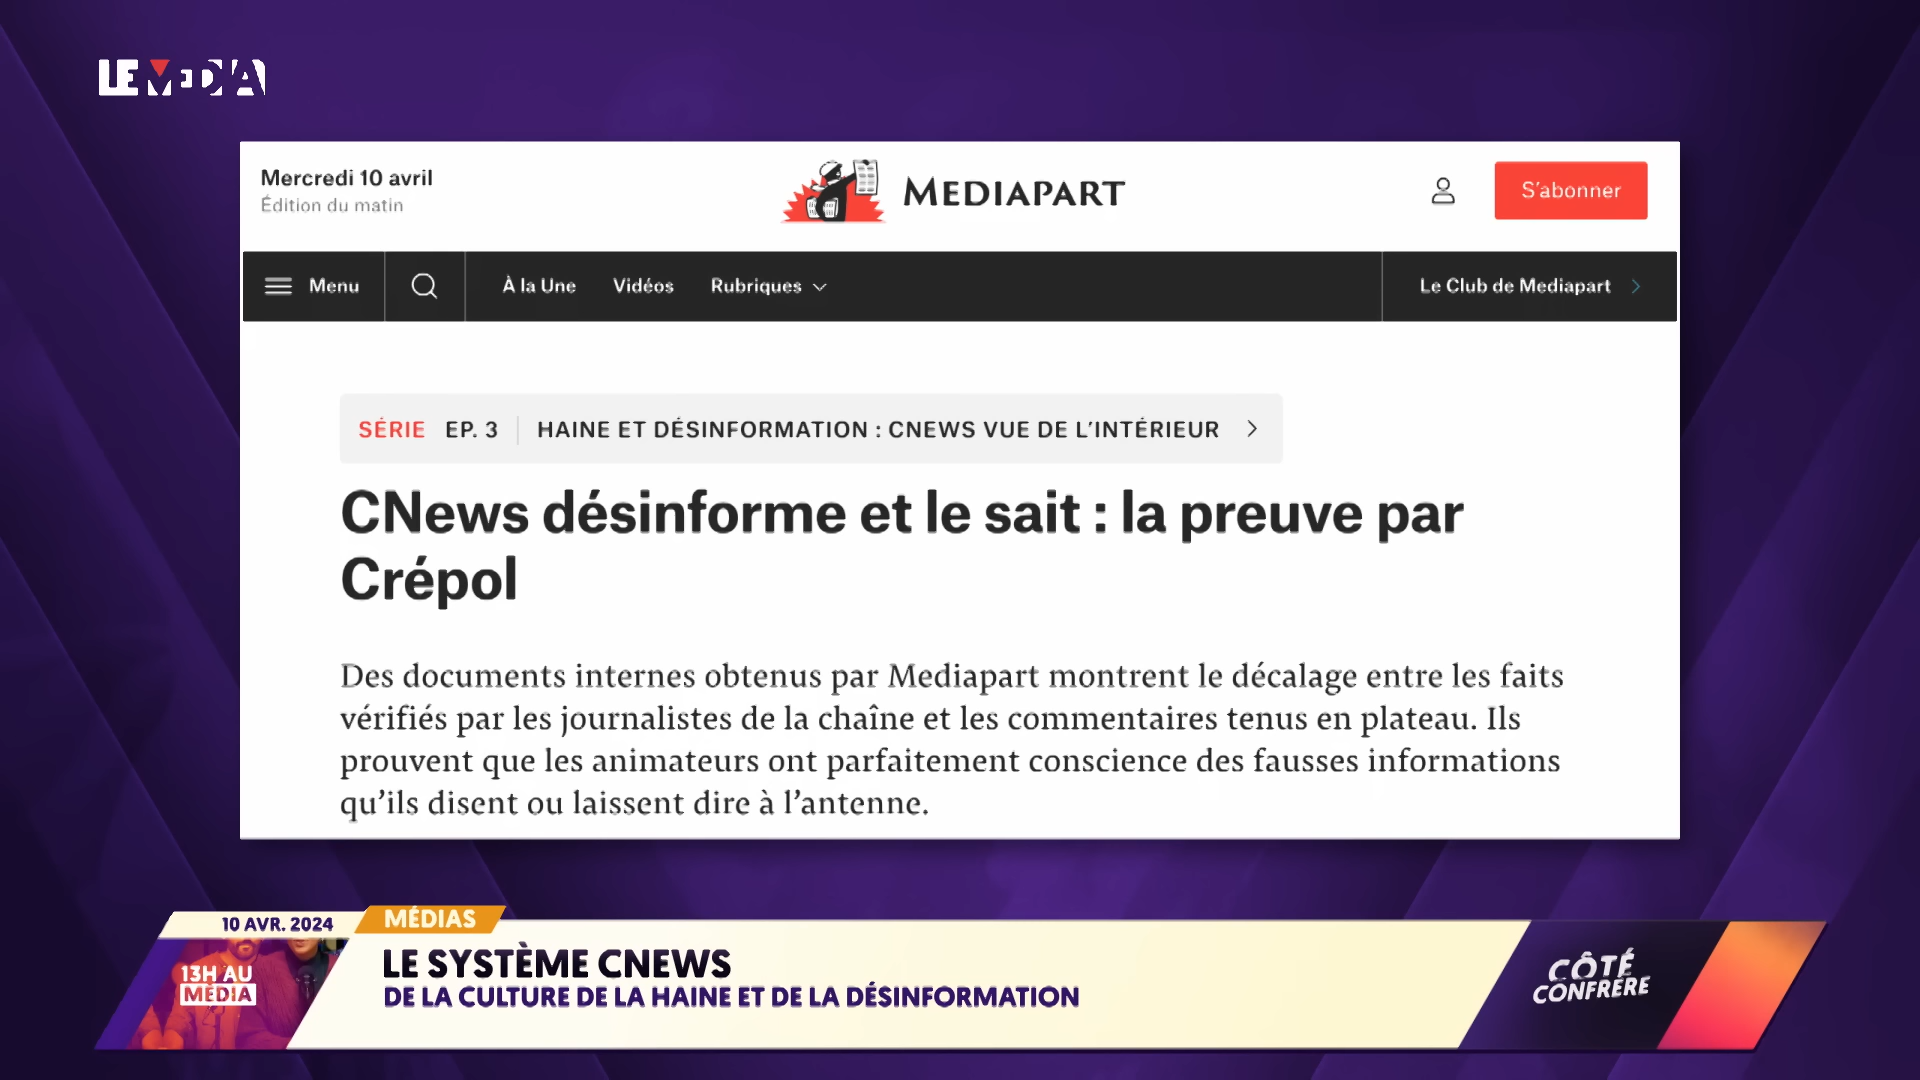 LE MEDIA
Mercredi 10 avril
Édition du matin
MEDIAPART
S'abonner
Menu
À la Une
Vidéos
Rubriques
Le Club de Mediapart
SÉRIE EP. 3 HAINE ET DÉSINFORMATION : CNEWS VUE DE L'INTÉRIEUR
CNews désinforme et le sait : la preuve par
Crépol
Des documents internes obtenus par Mediapart montrent le décalage entre les faits
vérifiés par les journalistes de la chaîne et les commentaires tenus en plateau. Ils
prouvent que les animateurs ont parfaitement conscience des fausses informations
qu'ils disent ou laissent dire à l'antenne.
10 AVR. 2024
MÉDIAS
13H AU
MÉDIA
LE SYSTÈME CNEWS
DE LA CULTURE DE LA HAINE ET DE LA DÉSINFORMATION
CÔTÉ
CONFRÈRE